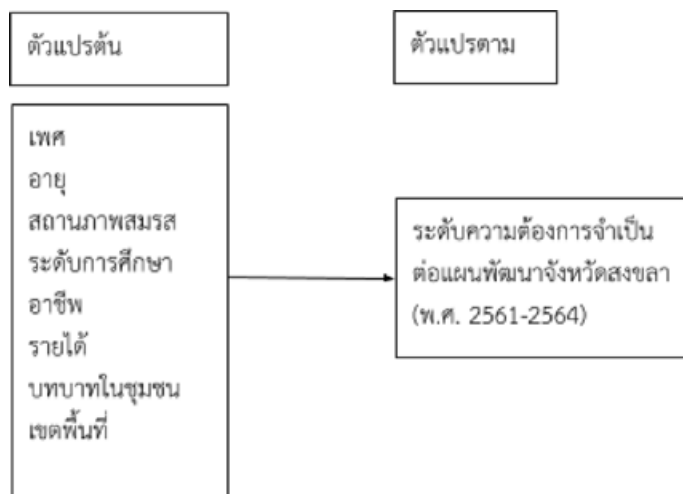 ตัวแปรต้น
ตัวแปรตาม
เพศ
อายุ
สถานภาพสมรส
ระดับการศึกษา
อาชีพ
รายได้
บทบาทในชุมชน
เขตพื้นที่
ระดับความต้องการจำเป็น
ต่อแผนพัฒนาจังหวัดสงขลา
(พ.ศ. 2561-2564)